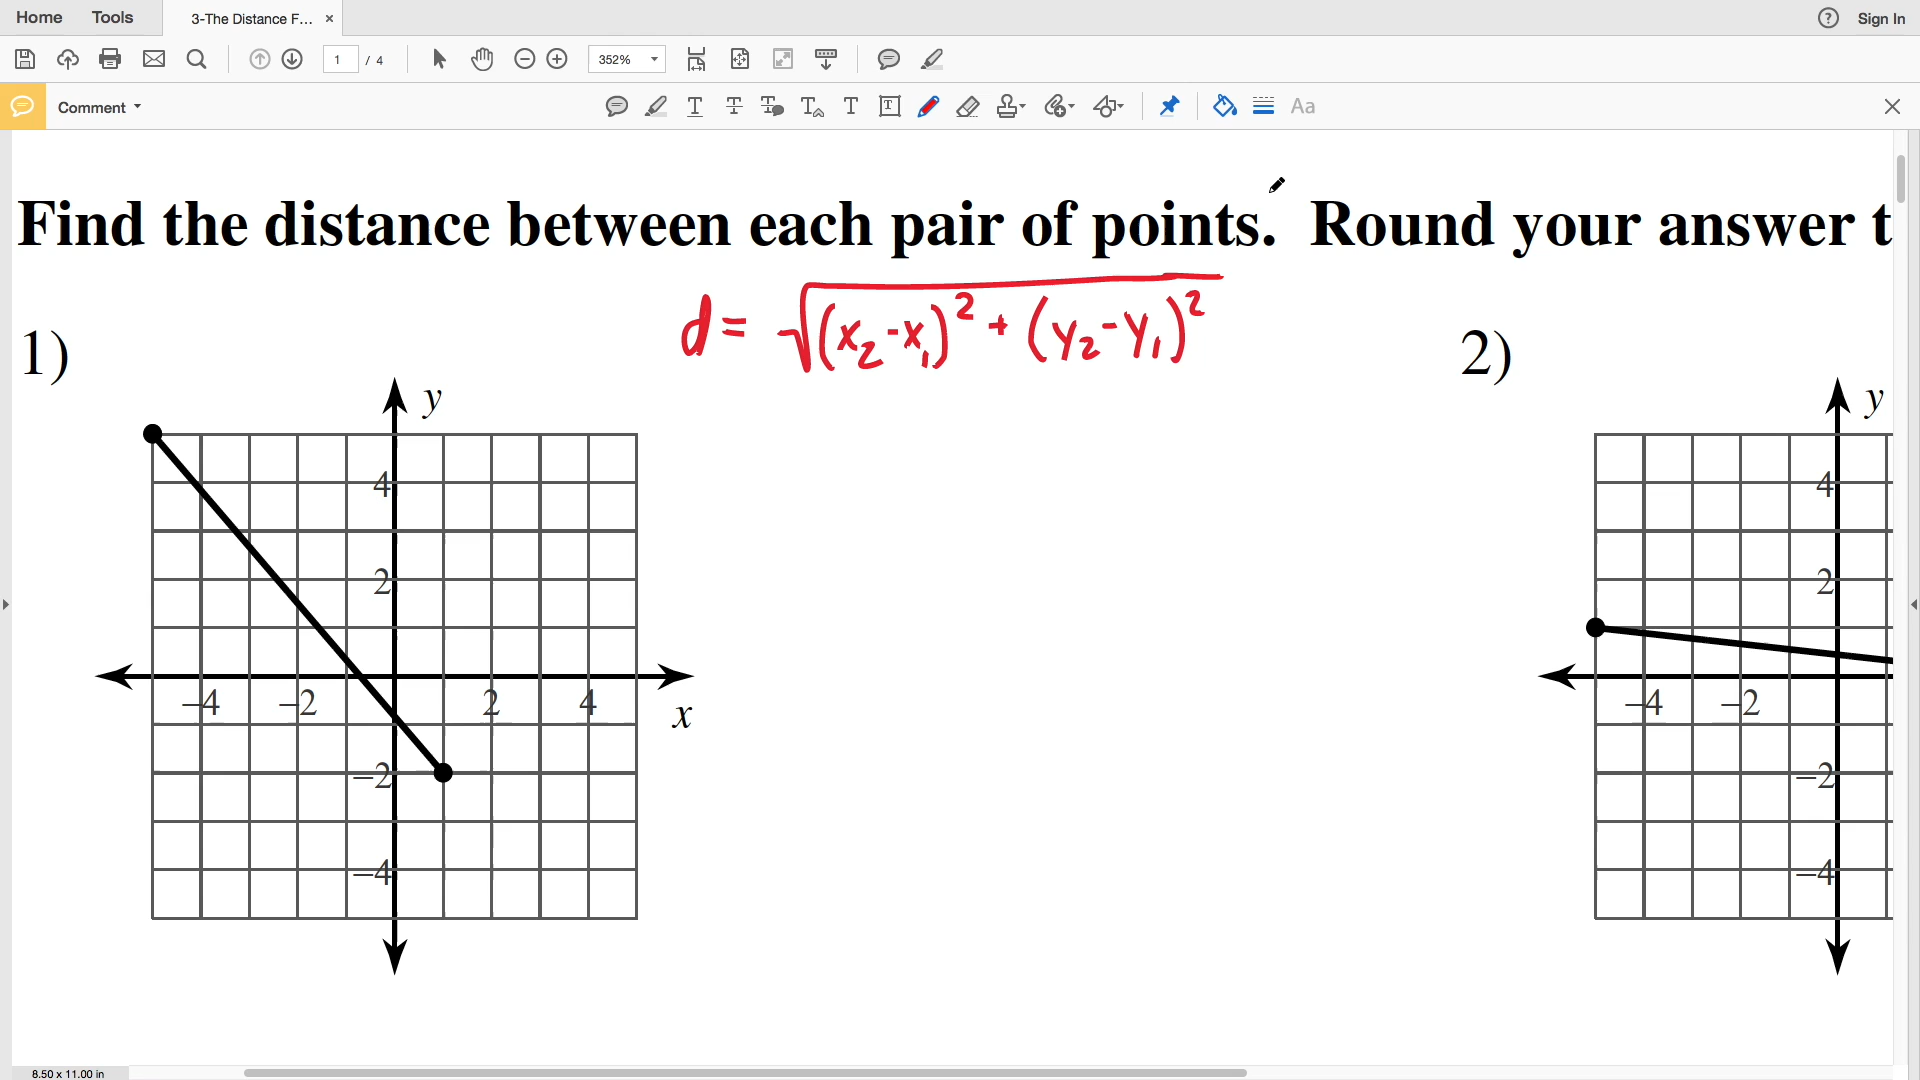 Home Tools 3-The Distance F... × ? Sign In
1 / 4 352%
Comment Aa
Find the distance between each pair of points. Round your answer t
d = √(x₂-x₁)² + (y₂-y₁)²
1) 2)
y y
4 4
2 2
–4 –2 2 4 x –4 –2
–2 –2
–4 –4
8.50 x 11.00 in